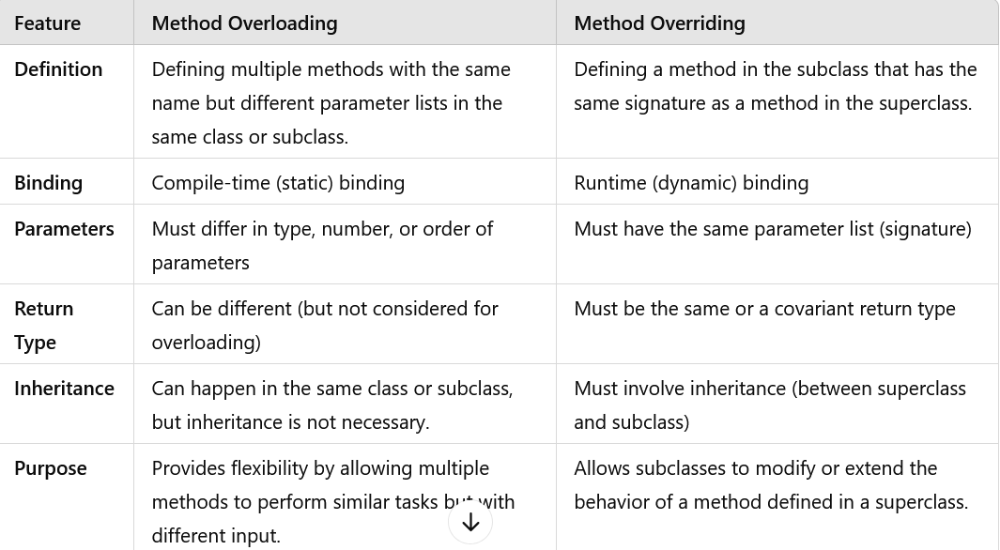 Feature Method Overloading Method Overriding
Definition Defining multiple methods with the same Defining a method in the subclass that has the
name but different parameter lists in the same signature as a method in the superclass.
same class or subclass.
Binding Compile-time (static) binding Runtime (dynamic) binding
Parameters Must differ in type, number, or order of Must have the same parameter list (signature)
parameters
Return Can be different (but not considered for Must be the same or a covariant return type
Type overloading)
Inheritance Can happen in the same class or subclass, Must involve inheritance (between superclass
but inheritance is not necessary. and subclass)
Purpose Provides flexibility by allowing multiple Allows subclasses to modify or extend the
methods to perform similar tasks but with behavior of a method defined in a superclass.
different input.